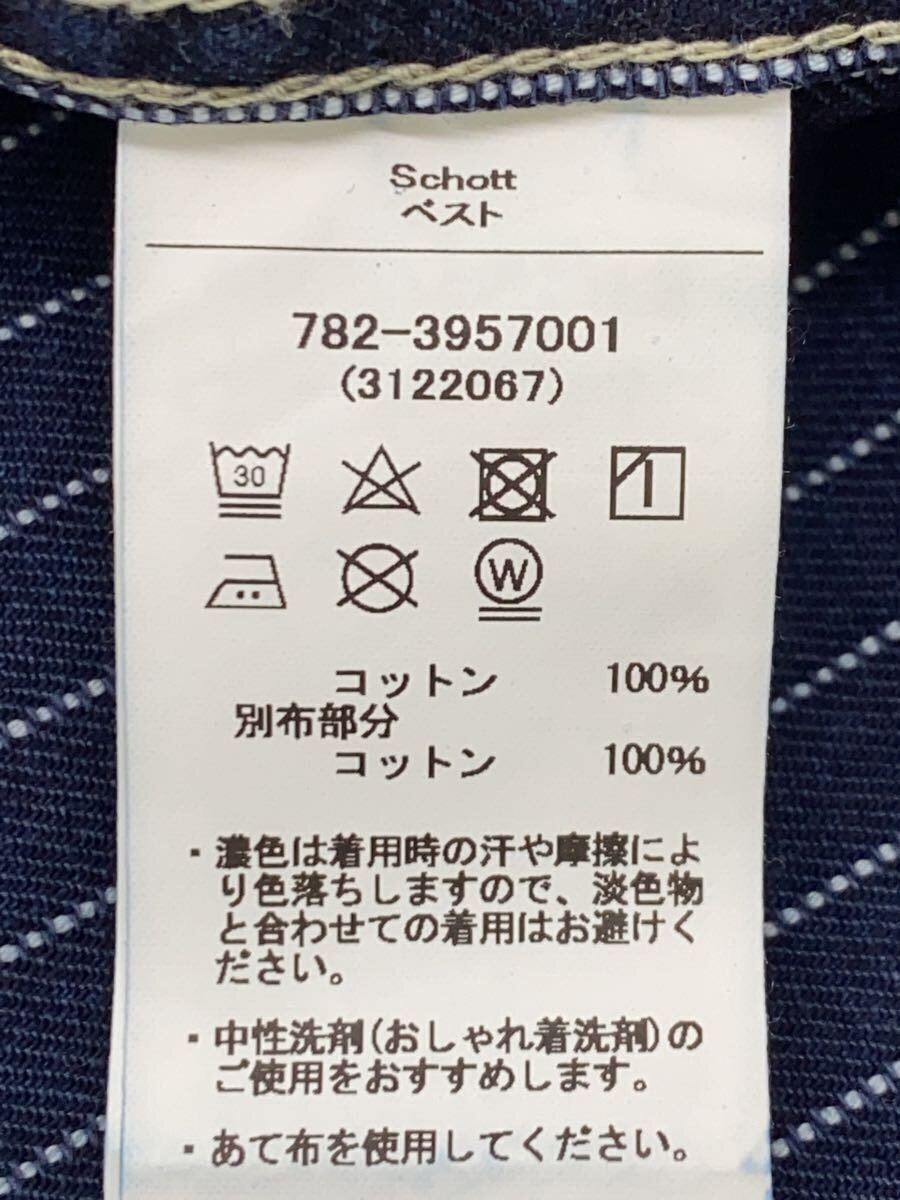 Schott
ベスト
782-3957001
(3122067)
30
W
コットン 100%
別布部分
コットン 100%
・濃色は着用時の汗や摩擦によ
り色落ちしますので、淡色物
と合わせての着用はお避けく
ださい。
・中性洗剤(おしゃれ着洗剤)の
ご使用をおすすめします。
・あて布を使用してください。